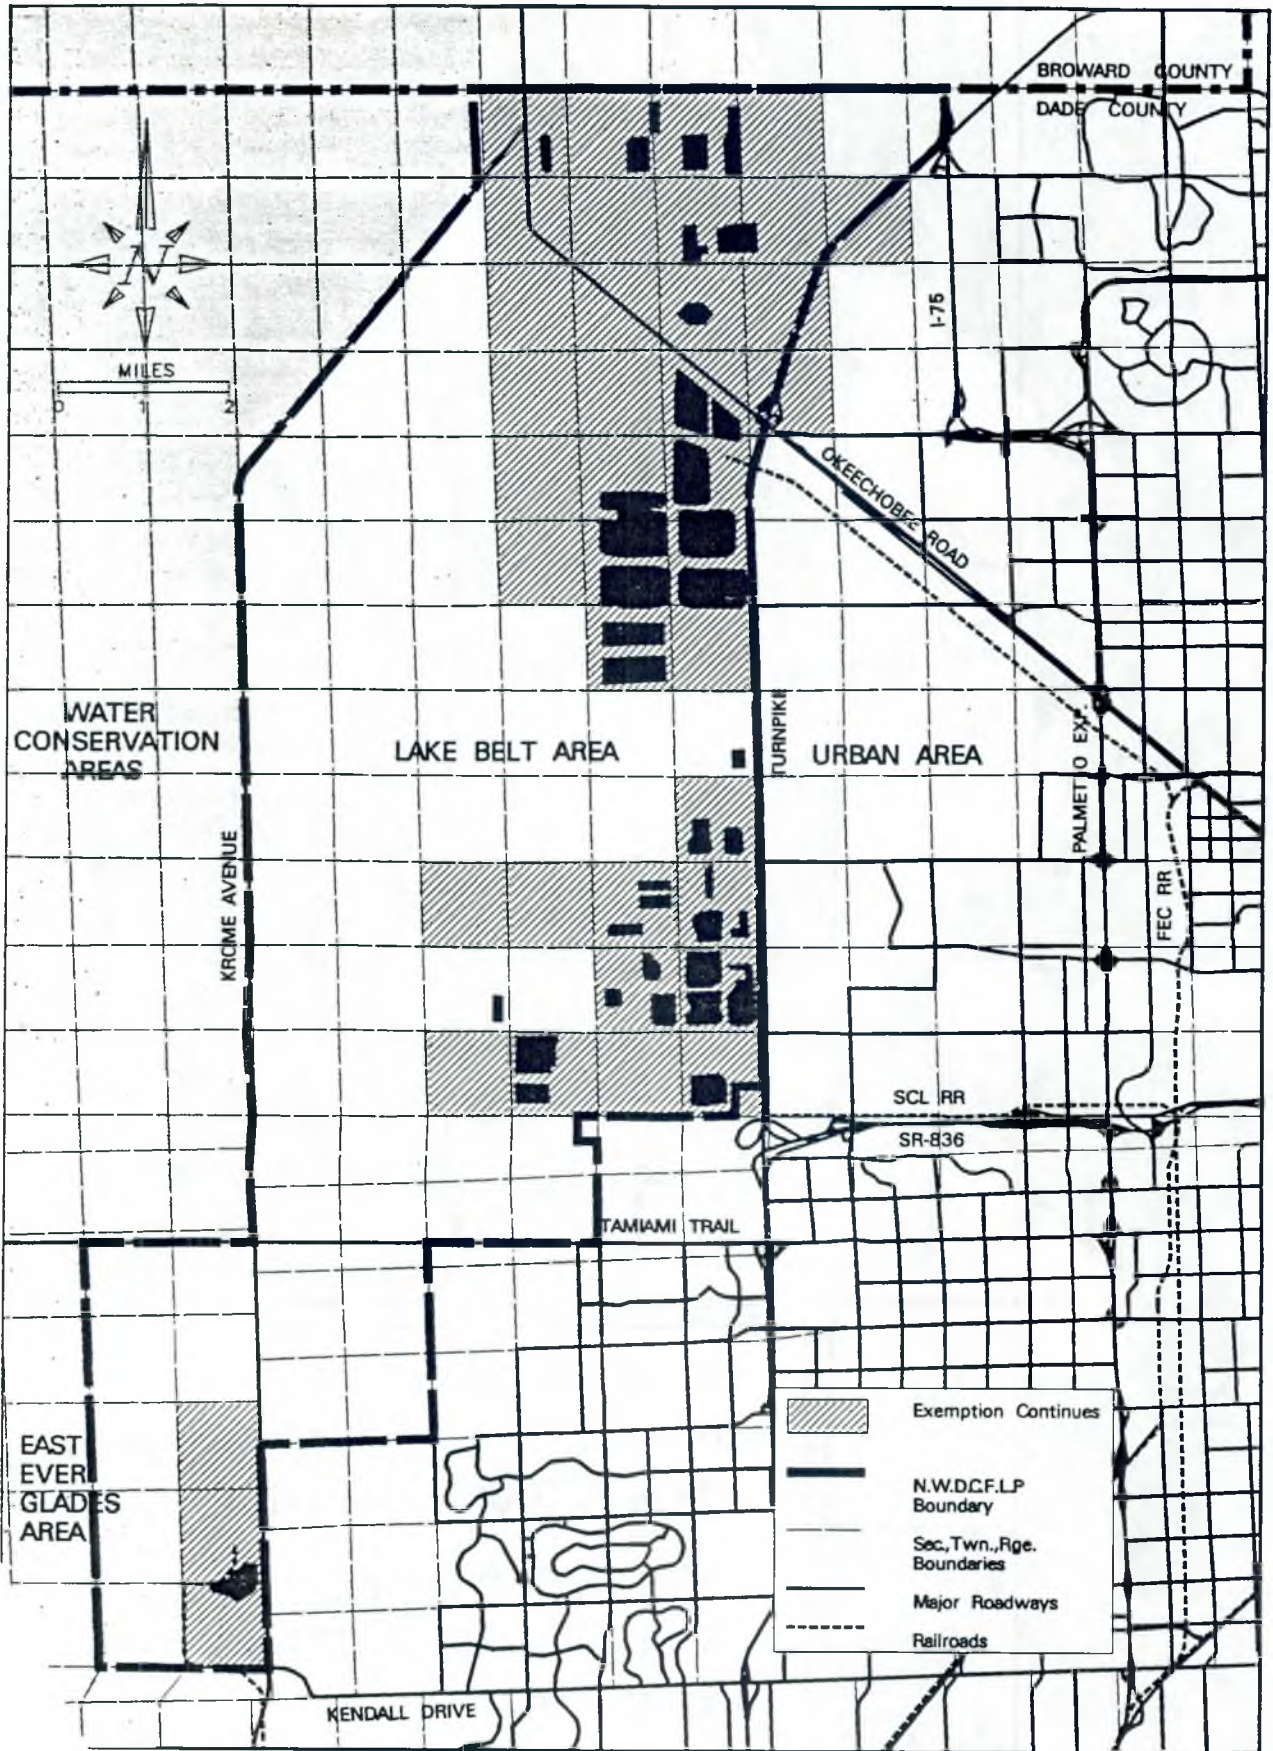 BROWARD COUNTY
DADE COUNTY
N
MILES
0 1 2
I-75
OKEECHOBEE ROAD
WATER
CONSERVATION
AREAS
LAKE BELT AREA
TURNPIKE
URBAN AREA
PALMETTO EXP.
KROME AVENUE
FEC RR
SCL RR
SR-836
TAMIAMI TRAIL
EAST
EVER
GLADES
AREA
Exemption Continues
N.W.D.C.F.L.P
Boundary
Sec.,Twn.,Rge.
Boundaries
Major Roadways
Railroads
KENDALL DRIVE